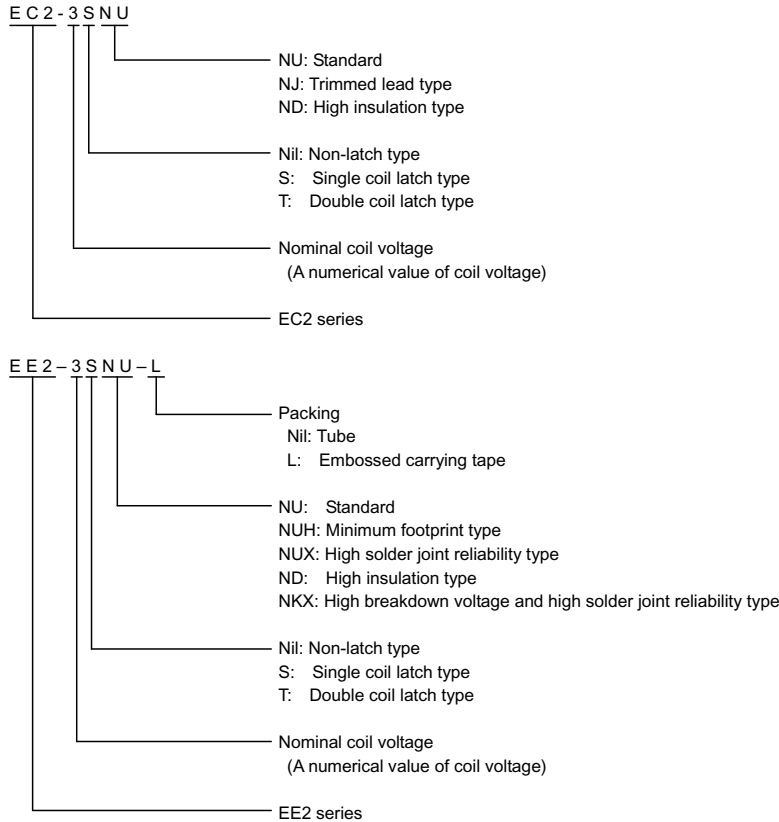 EC2-3SNU
NU: Standard
NJ: Trimmed lead type
ND: High insulation type
Nil: Non-latch type
S: Single coil latch type
T: Double coil latch type
Nominal coil voltage
(A numerical value of coil voltage)
EC2 series
EE2–3SNU–L
Packing
Nil: Tube
L: Embossed carrying tape
NU: Standard
NUH: Minimum footprint type
NUX: High solder joint reliability type
ND: High insulation type
NKX: High breakdown voltage and high solder joint reliability type
Nil: Non-latch type
S: Single coil latch type
T: Double coil latch type
Nominal coil voltage
(A numerical value of coil voltage)
EE2 series